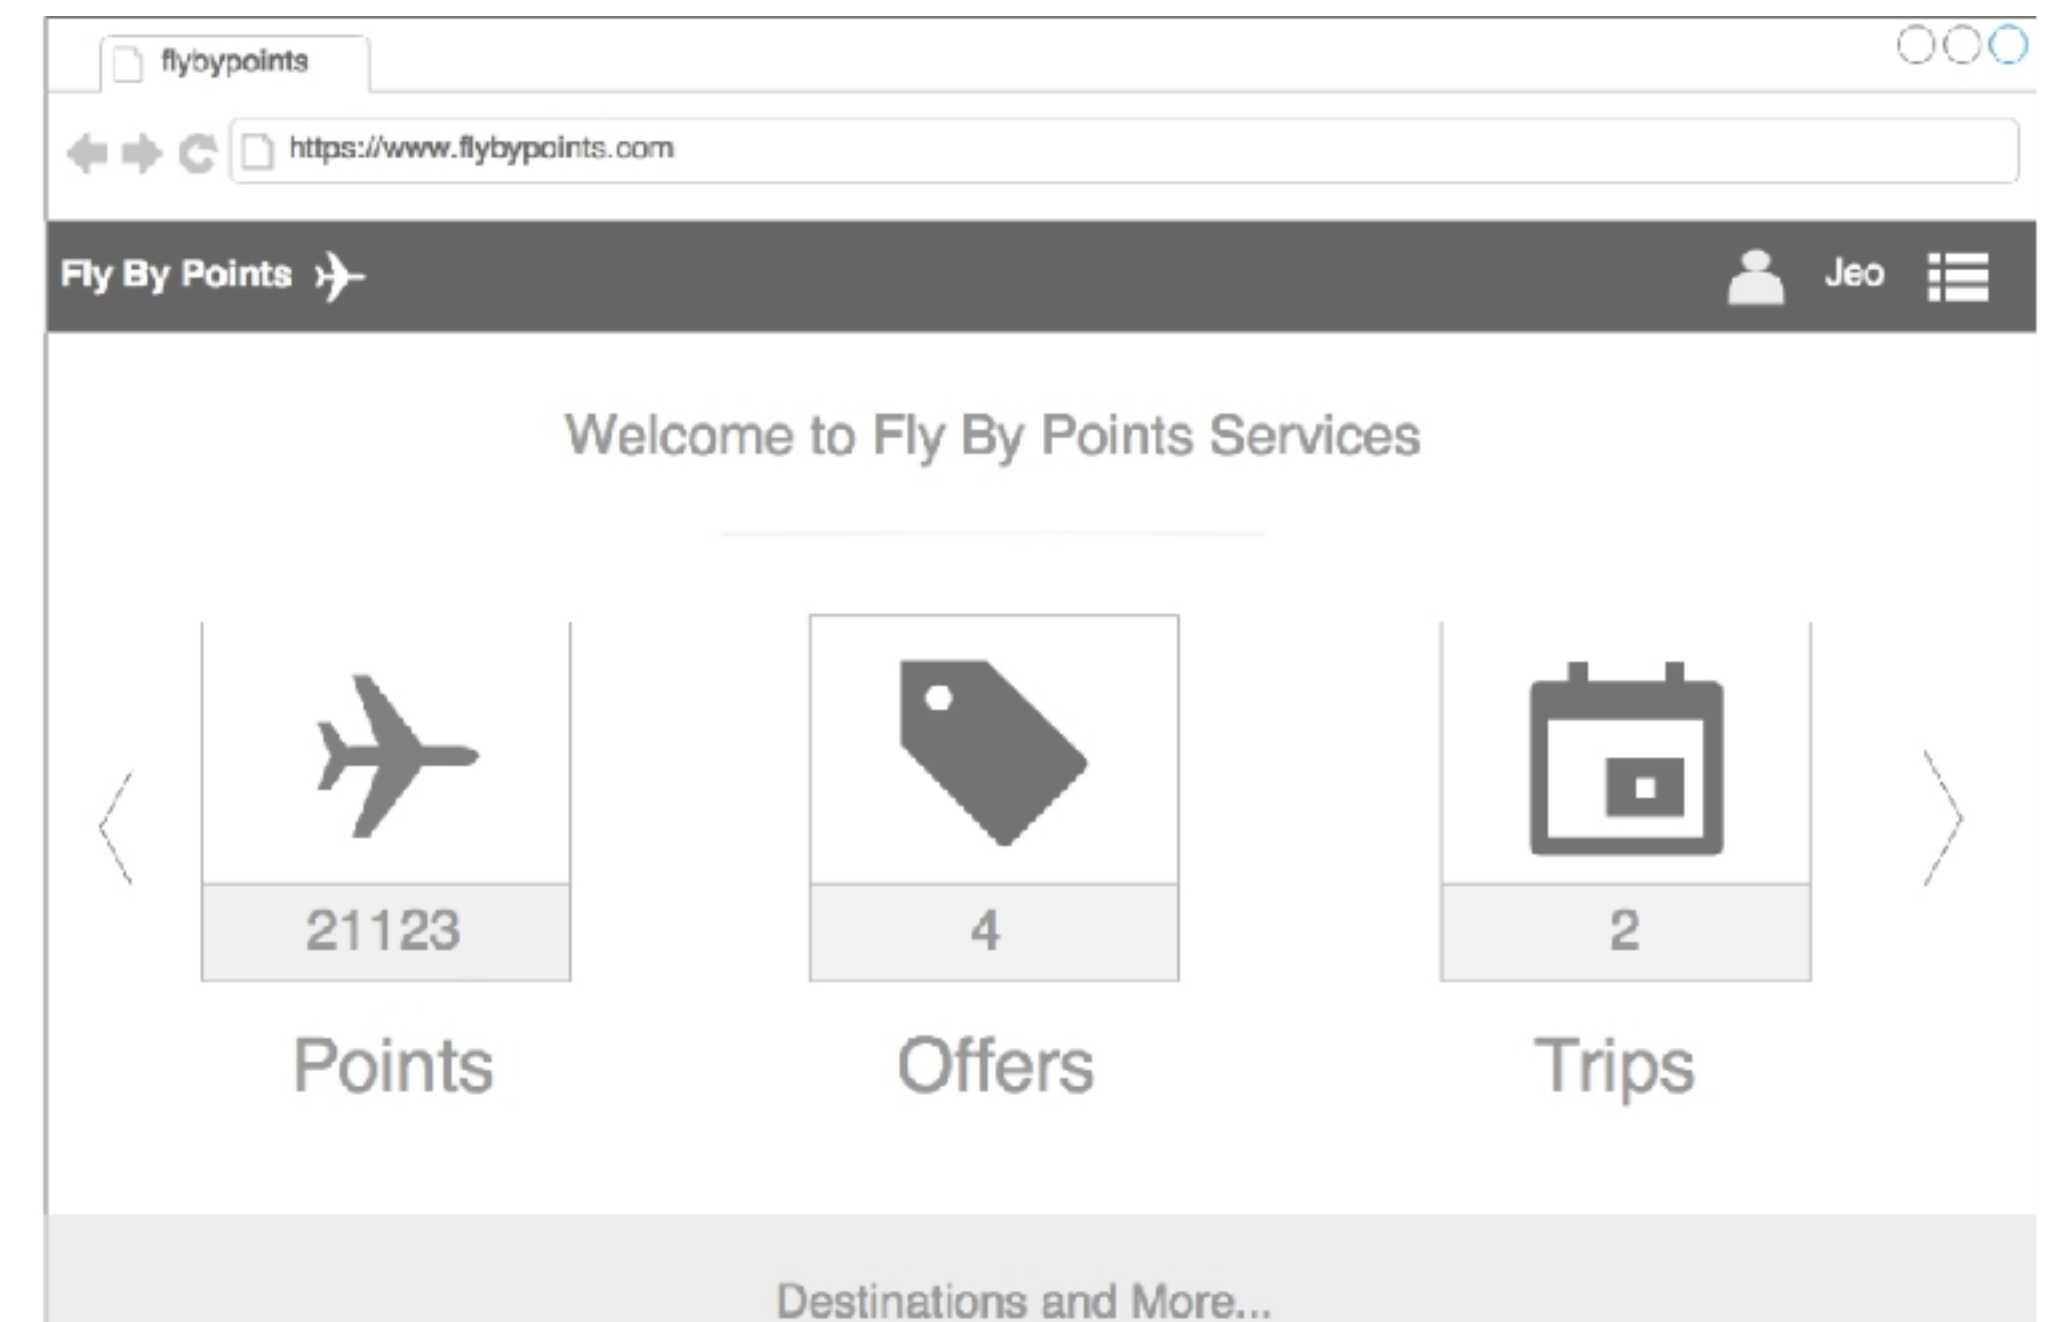 flybypoints
https://www.flybypoints.com
Fly By Points
Jeo
Welcome to Fly By Points Services
21123
4
2
Points
Offers
Trips
Destinations and More...